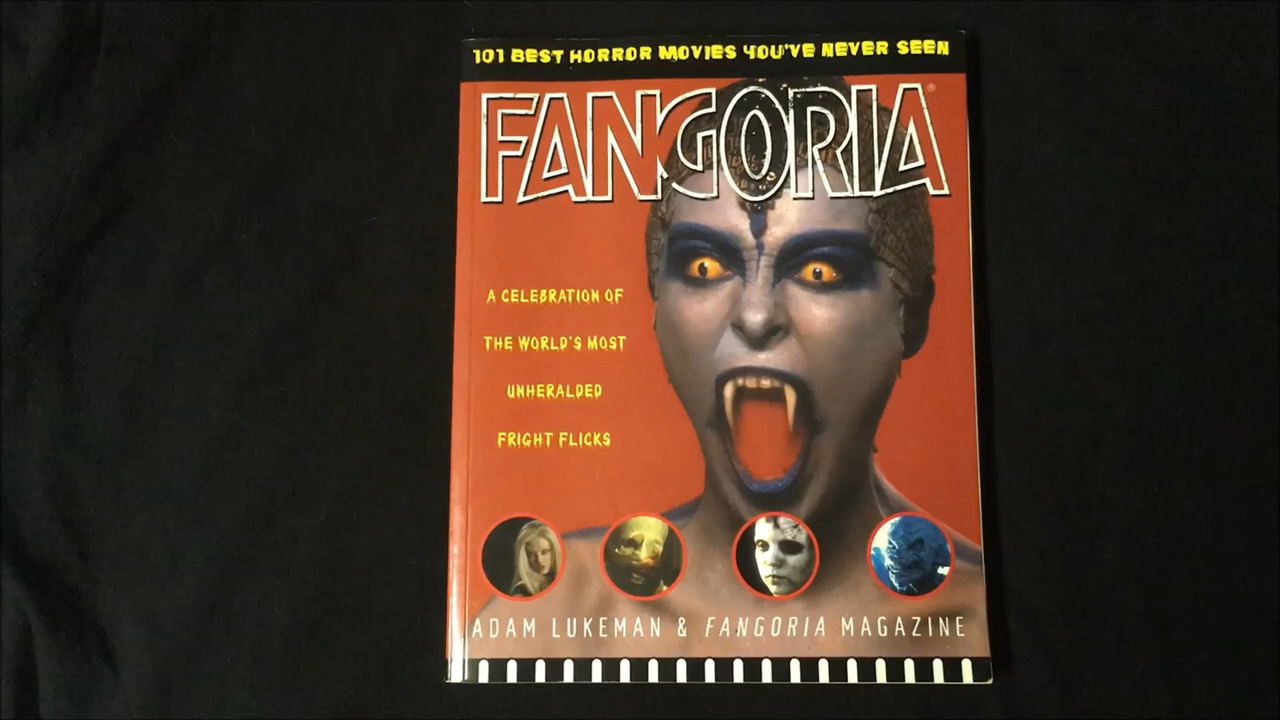 101 BEST HORROR MOVIES YOU'VE NEVER SEEN
FANGORIA®
A CELEBRATION OF
THE WORLD'S MOST
UNHERALDED
FRIGHT FLICKS
ADAM LUKEMAN & FANGORIA MAGAZINE